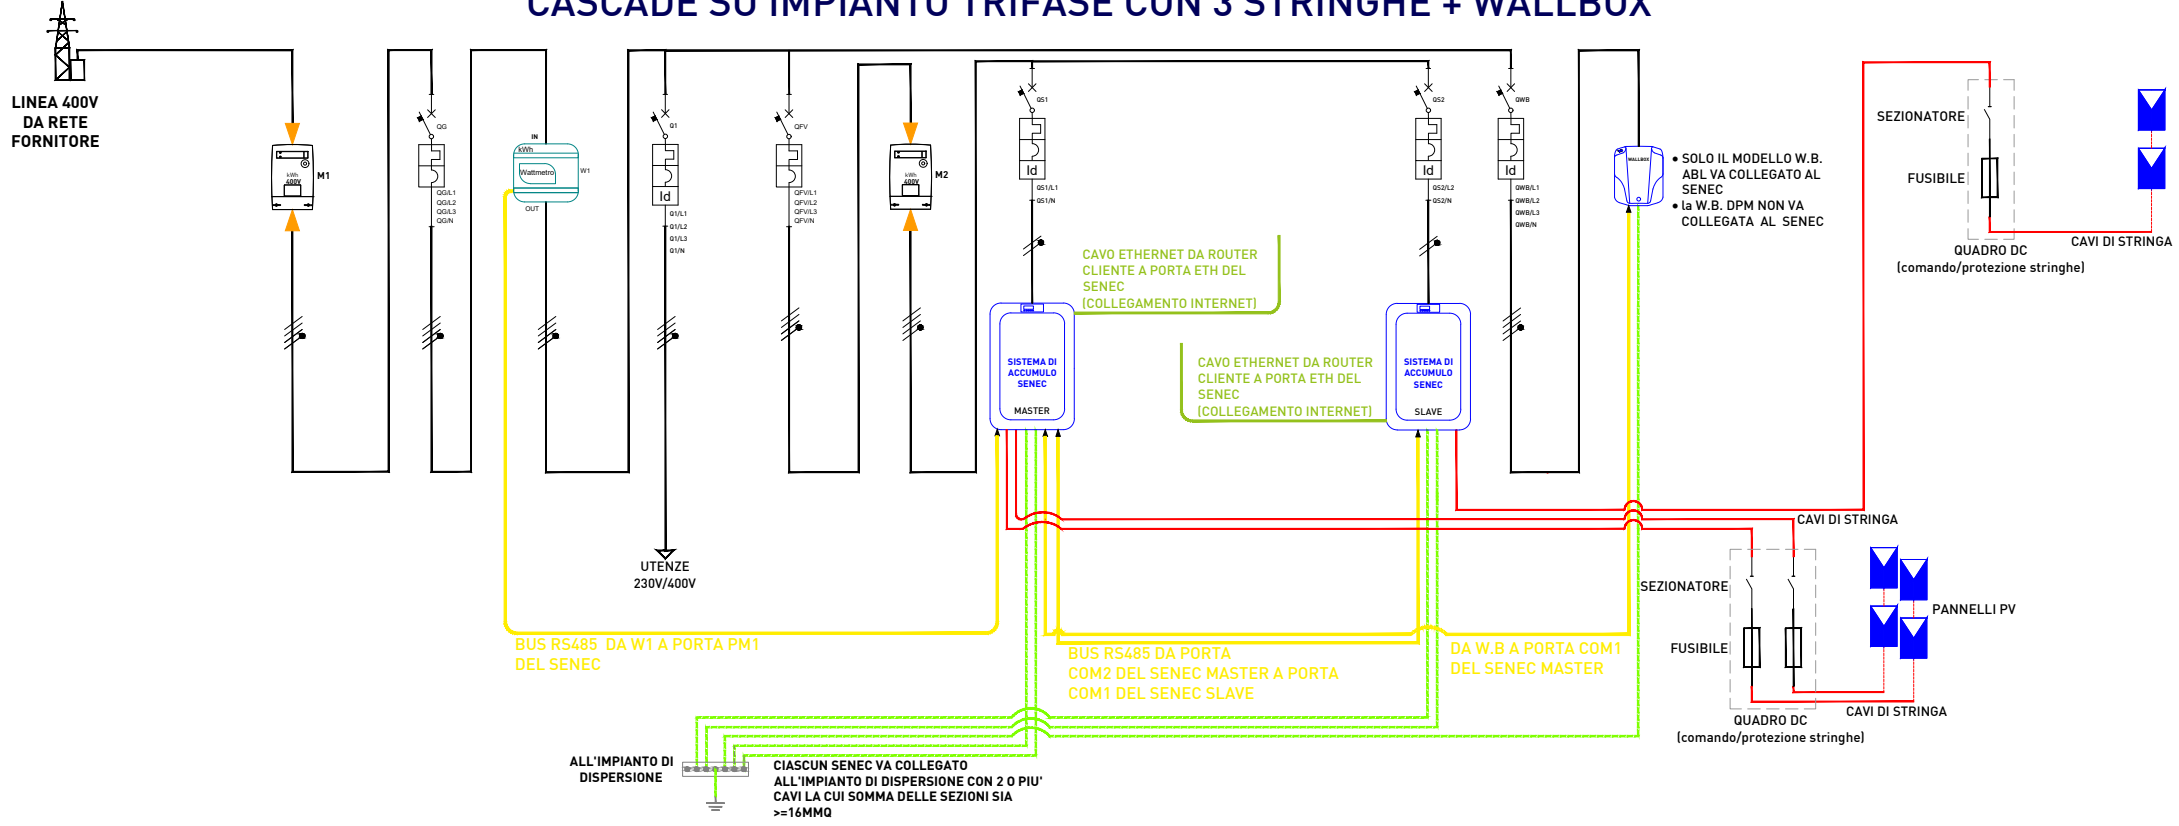 CASCADE SU IMPIANTO TRIFASE CON 3 STRINGHE + WALLBOX
LINEA 400V
DA RETE
FORNITORE
kWh
400V
M1
QG
QG/L1
QG/L2
QG/L3
QG/N
IN
kWh
Wattmetro
W1
OUT
Q1
Id
Q1/L1
Q1/L2
Q1/L3
Q1/N
UTENZE
230V/400V
QFV
QFV/L1
QFV/L2
QFV/L3
QFV/N
kWh
400V
M2
QS1
Id
QS1/L1
QS1/N
CAVO ETHERNET DA ROUTER
CLIENTE A PORTA ETH DEL
SENEC
(COLLEGAMENTO INTERNET)
SISTEMA DI
ACCUMULO
SENEC
MASTER
CAVO ETHERNET DA ROUTER
CLIENTE A PORTA ETH DEL
SENEC
(COLLEGAMENTO INTERNET)
QS2
Id
QS2/L2
QS2/N
SISTEMA DI
ACCUMULO
SENEC
SLAVE
QWB
Id
QWB/L1
QWB/L2
QWB/L3
QWB/N
WALLBOX
• SOLO IL MODELLO W.B.
ABL VA COLLEGATO AL
SENEC
• la W.B. DPM NON VA
COLLEGATA AL SENEC
SEZIONATORE
FUSIBILE
QUADRO DC
(comando/protezione stringhe)
CAVI DI STRINGA
CAVI DI STRINGA
SEZIONATORE
FUSIBILE
PANNELLI PV
CAVI DI STRINGA
QUADRO DC
(comando/protezione stringhe)
BUS RS485 DA W1 A PORTA PM1
DEL SENEC
BUS RS485 DA PORTA
COM2 DEL SENEC MASTER A PORTA
COM1 DEL SENEC SLAVE
DA W.B A PORTA COM1
DEL SENEC MASTER
ALL'IMPIANTO DI
DISPERSIONE
CIASCUN SENEC VA COLLEGATO
ALL'IMPIANTO DI DISPERSIONE CON 2 O PIU'
CAVI LA CUI SOMMA DELLE SEZIONI SIA
>=16MMQ